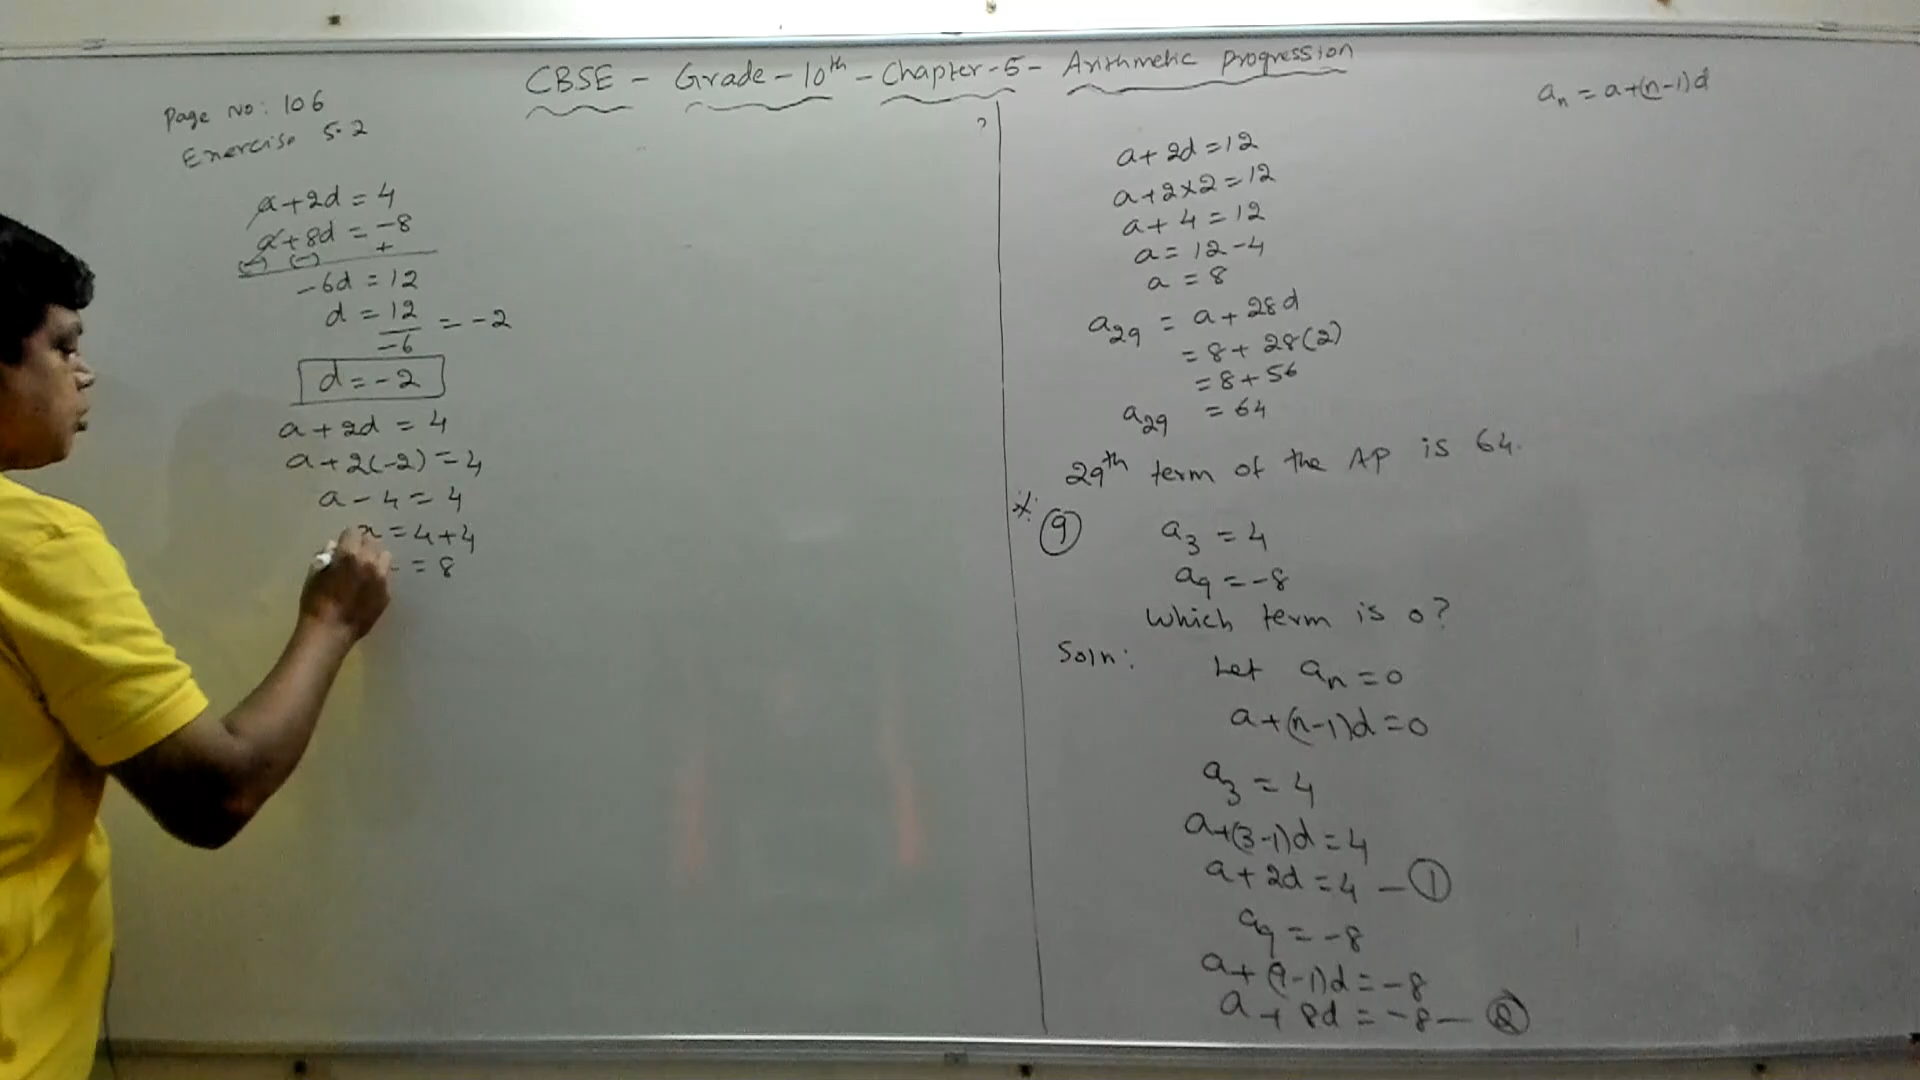 CBSE - Grade - 10th - Chapter-5 - Arithmetic progression
an = a+(n-1)d
Page No: 106
Exercise 5.2
a+2d = 4
a+8d = -8
(-) (-) +
-6d = 12
d = 12/-6 = -2
d = -2
a + 2d = 4
a + 2(-2) = 4
a - 4 = 4
= 4+4
= 8
?
a+ 2d = 12
a+2×2 = 12
a+ 4 = 12
a = 12-4
a = 8
a29 = a+ 28d
= 8+ 28(2)
= 8+56
a29 = 64
29th term of the AP is 64.
9 a3 = 4
a9 = -8
Which term is 0?
Soln: Let an = 0
a+(n-1)d = 0
a3 = 4
a+(3-1)d = 4
a+ 2d = 4 - 1
a9 = -8
a+ (9-1)d = -8
a + 8d = -8 - 2